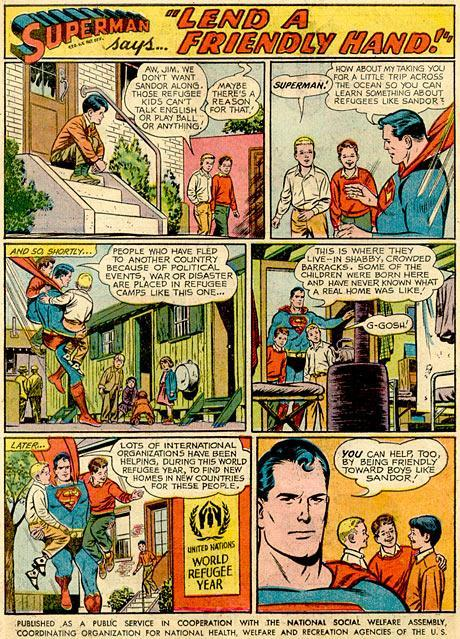 SUPERMAN
says...
"LEND A
FRIENDLY HAND!"
AW, JIM, WE
DON'T WANT
SANDOR ALONG.
THOSE REFUGEE
KIDS CAN'T
TALK ENGLISH
OR PLAY BALL
OR ANYTHING.
MAYBE
THERE'S A
REASON
FOR THAT,
SUPERMAN!
HOW ABOUT MY TAKING YOU
FOR A LITTLE TRIP ACROSS
THE OCEAN SO YOU CAN
LEARN SOMETHING ABOUT
REFUGEES LIKE SANDOR?
AND SO, SHORTLY...
PEOPLE WHO HAVE FLED
TO ANOTHER COUNTRY
BECAUSE OF POLITICAL
EVENTS, WAR OR DISASTER
ARE PLACED IN REFUGEE
CAMPS LIKE THIS ONE...
THIS IS WHERE THEY
LIVE--IN SHABBY, CROWDED
BARRACKS. SOME OF THE
CHILDREN WERE BORN HERE
AND HAVE NEVER KNOWN WHAT
A REAL HOME WAS LIKE!
G-GOSH!
LATER...
LOTS OF INTERNATIONAL
ORGANIZATIONS HAVE BEEN
HELPING, DURING THIS WORLD
REFUGEE YEAR, TO FIND NEW
HOMES IN NEW COUNTRIES
FOR THESE PEOPLE.
UNITED NATIONS
WORLD
REFUGEE
YEAR
YOU CAN HELP, TOO,
BY BEING FRIENDLY
TOWARD BOYS LIKE
SANDOR!
PUBLISHED AS A PUBLIC SERVICE IN COOPERATION WITH THE NATIONAL SOCIAL WELFARE ASSEMBLY,
COORDINATING ORGANIZATION FOR NATIONAL HEALTH, WELFARE AND RECREATION AGENCIES OF THE U.S.